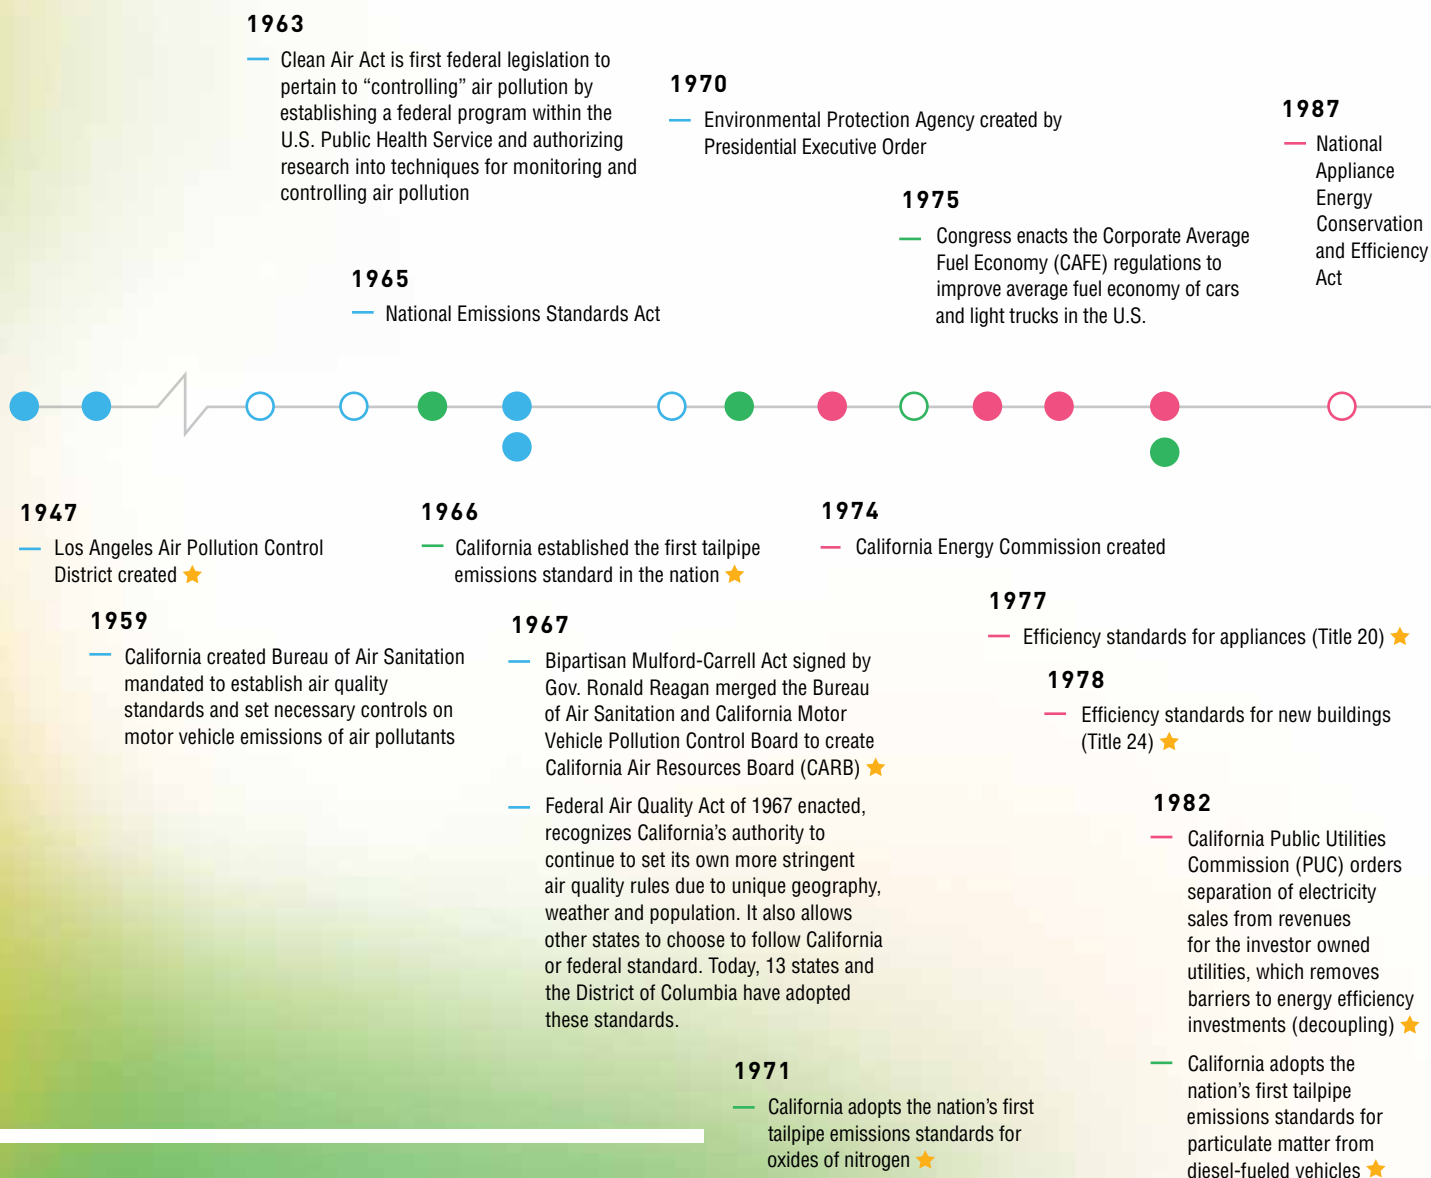 1963
Clean Air Act is first federal legislation to
pertain to “controlling” air pollution by
establishing a federal program within the
U.S. Public Health Service and authorizing
research into techniques for monitoring and
controlling air pollution
1965
National Emissions Standards Act
1970
Environmental Protection Agency created by
Presidential Executive Order
1975
Congress enacts the Corporate Average
Fuel Economy (CAFE) regulations to
improve average fuel economy of cars
and light trucks in the U.S.
1987
National
Appliance
Energy
Conservation
and Efficiency
Act
1947
Los Angeles Air Pollution Control
District created
1959
California created Bureau of Air Sanitation
mandated to establish air quality
standards and set necessary controls on
motor vehicle emissions of air pollutants
1966
California established the first tailpipe
emissions standard in the nation
1967
Bipartisan Mulford-Carrell Act signed by
Gov. Ronald Reagan merged the Bureau
of Air Sanitation and California Motor
Vehicle Pollution Control Board to create
California Air Resources Board (CARB)
Federal Air Quality Act of 1967 enacted,
recognizes California’s authority to
continue to set its own more stringent
air quality rules due to unique geography,
weather and population. It also allows
other states to choose to follow California
or federal standard. Today, 13 states and
the District of Columbia have adopted
these standards.
1971
California adopts the nation’s first
tailpipe emissions standards for
oxides of nitrogen
1974
California Energy Commission created
1977
Efficiency standards for appliances (Title 20)
1978
Efficiency standards for new buildings
(Title 24)
1982
California Public Utilities
Commission (PUC) orders
separation of electricity
sales from revenues
for the investor owned
utilities, which removes
barriers to energy efficiency
investments (decoupling)
California adopts the
nation’s first tailpipe
emissions standards for
particulate matter from
diesel-fueled vehicles